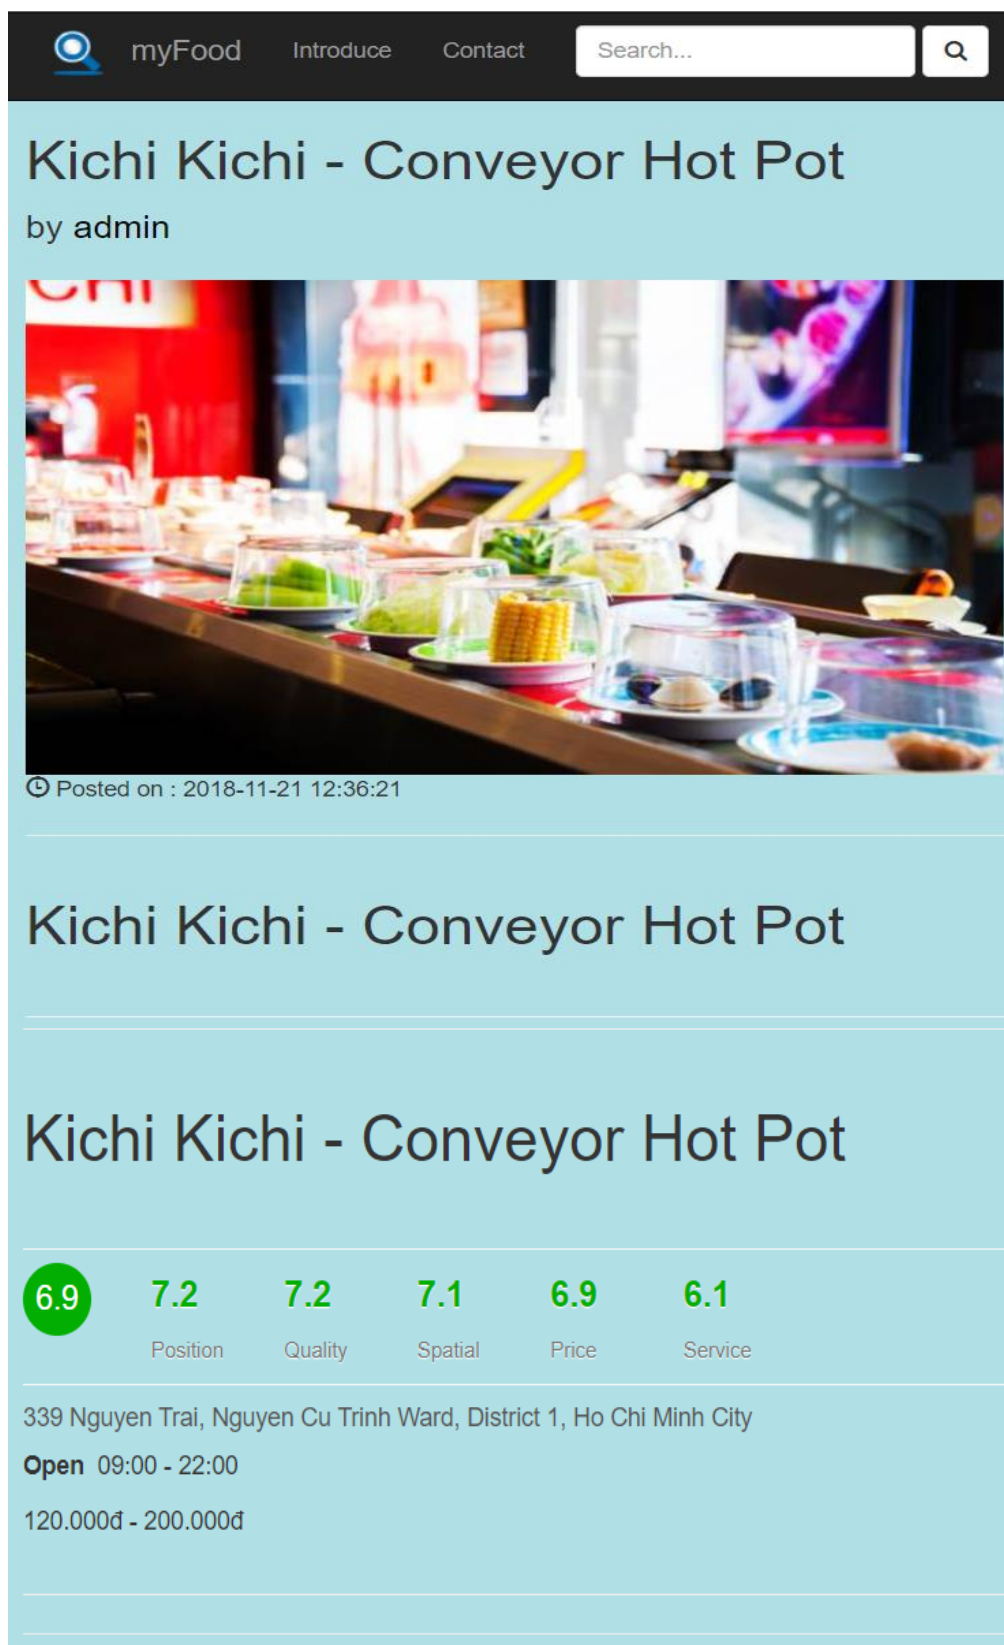 myFood Introduce Contact Search...
Kichi Kichi - Conveyor Hot Pot
by admin
CHI
Posted on : 2018-11-21 12:36:21
Kichi Kichi - Conveyor Hot Pot
Kichi Kichi - Conveyor Hot Pot
6.9 7.2 7.2 7.1 6.9 6.1
Position Quality Spatial Price Service
339 Nguyen Trai, Nguyen Cu Trinh Ward, District 1, Ho Chi Minh City
Open 09:00 - 22:00
120.000đ - 200.000đ